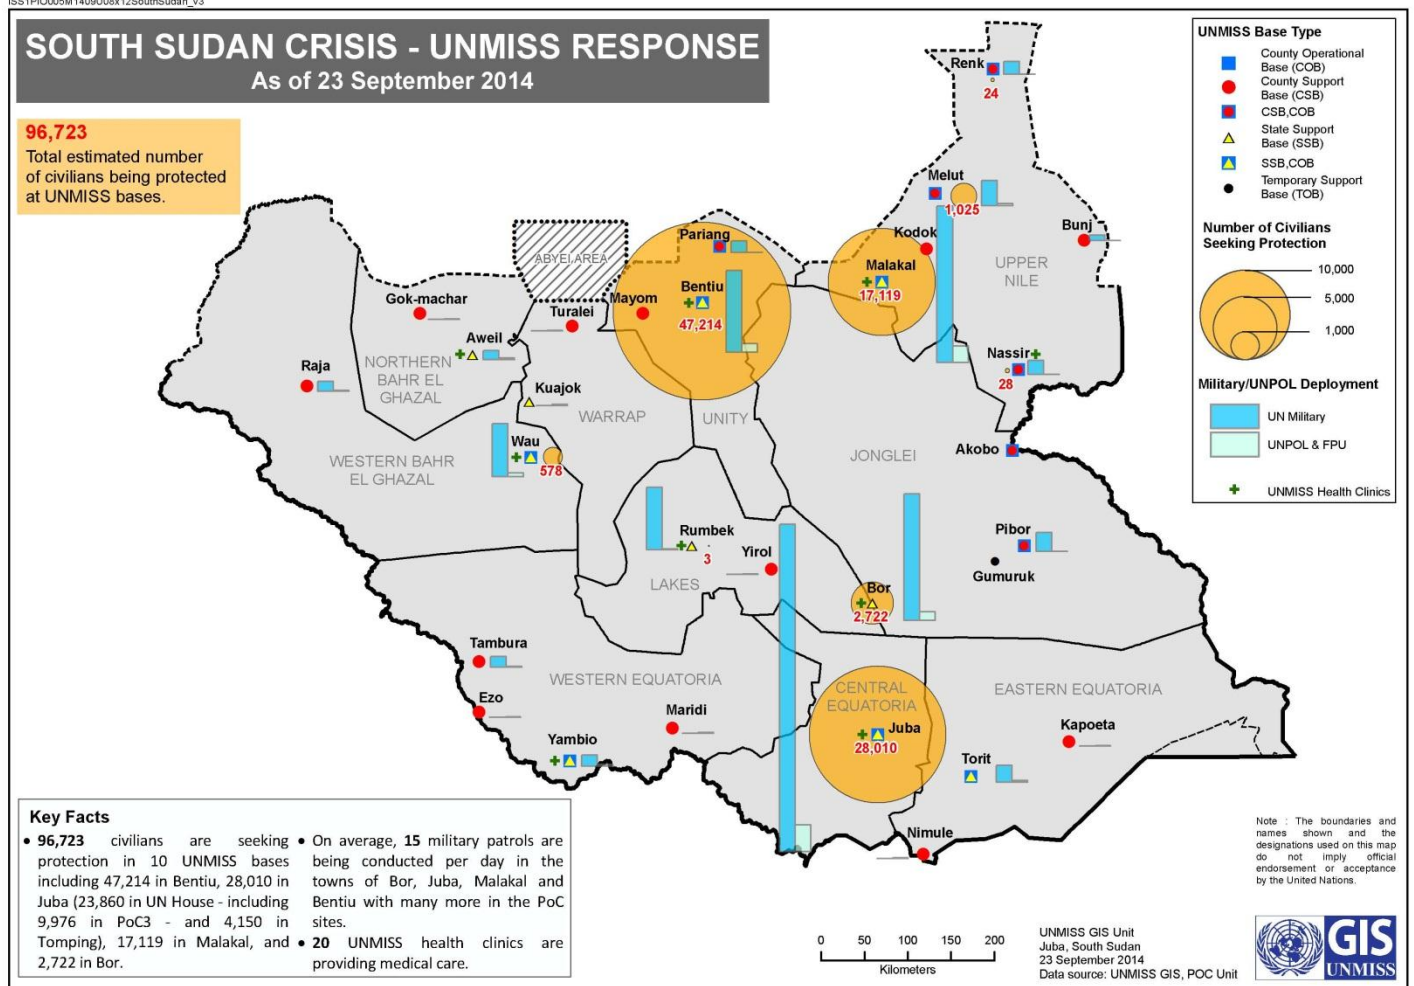 ISS1PIO005M1409O08x12SouthSudan_v3
SOUTH SUDAN CRISIS - UNMISS RESPONSE
As of 23 September 2014
96,723
Total estimated number
of civilians being protected
at UNMISS bases.
UNMISS Base Type
County Operational
Base (COB)
County Support
Base (CSB)
CSB,COB
State Support
Base (SSB)
SSB,COB
Temporary Support
Base (TOB)
Number of Civilians
Seeking Protection
10,000
5,000
1,000
Military/UNPOL Deployment
UN Military
UNPOL & FPU
UNMISS Health Clinics
Renk
24
Melut
1,025
Bunj
Kodok
UPPER
NILE
Malakal
17,119
Pariang
ABYEI AREA
Bentiu
47,214
Mayom
Turalei
Gok-machar
Aweil
NORTHERN
BAHR EL
GHAZAL
Raja
Nassir
28
Kuajok
WARRAP
UNITY
Wau
578
WESTERN BAHR
EL GHAZAL
JONGLEI
Akobo
Rumbek
3
Yirol
LAKES
Pibor
Gumuruk
Bor
2,722
Tambura
WESTERN EQUATORIA
CENTRAL
EQUATORIA
EASTERN EQUATORIA
Ezo
Maridi
Juba
28,010
Kapoeta
Yambio
Torit
Nimule
Key Facts
• 96,723 civilians are seeking
protection in 10 UNMISS bases
including 47,214 in Bentiu, 28,010 in
Juba (23,860 in UN House - including
9,976 in PoC3 - and 4,150 in
Tomping), 17,119 in Malakal, and
2,722 in Bor.
• On average, 15 military patrols are
being conducted per day in the
towns of Bor, Juba, Malakal and
Bentiu with many more in the PoC
sites.
• 20 UNMISS health clinics are
providing medical care.
0 50 100 150 200
Kilometers
UNMISS GIS Unit
Juba, South Sudan
23 September 2014
Data source: UNMISS GIS, POC Unit
Note : The boundaries and
names shown and the
designations used on this map
do not imply official
endorsement or acceptance
by the United Nations.
GIS
UNMISS